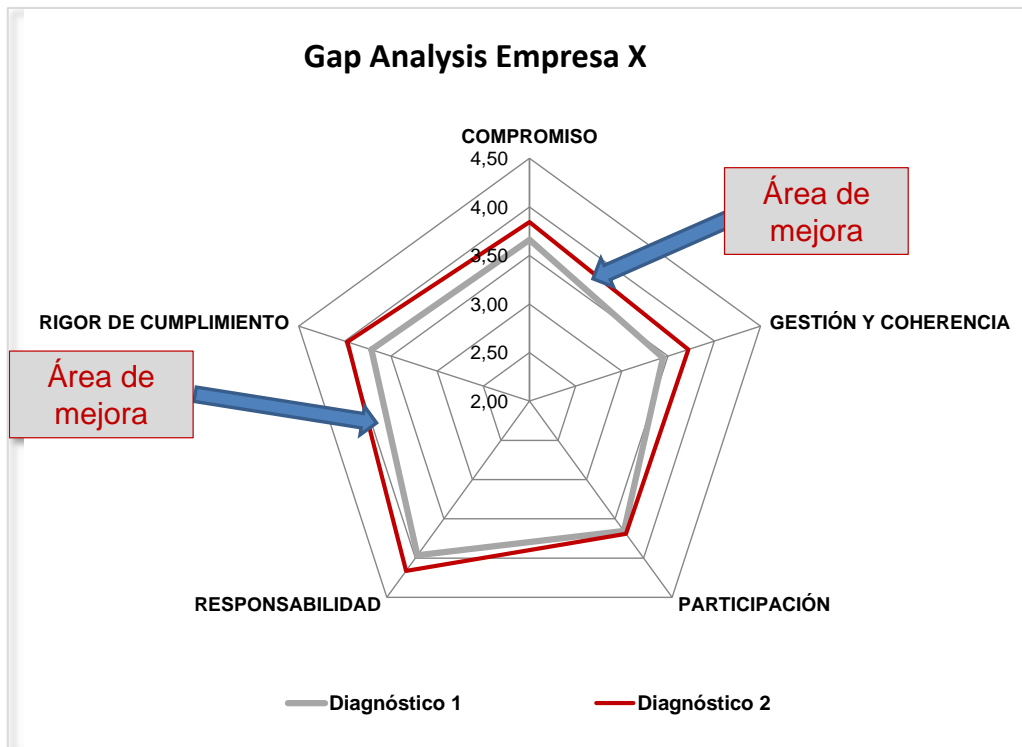 Gap Analysis Empresa X
COMPROMISO
4,50
4,00
3,50
3,00
2,50
2,00
Área de
mejora
GESTIÓN Y COHERENCIA
RIGOR DE CUMPLIMIENTO
Área de
mejora
RESPONSABILIDAD
PARTICIPACIÓN
Diagnóstico 1
Diagnóstico 2